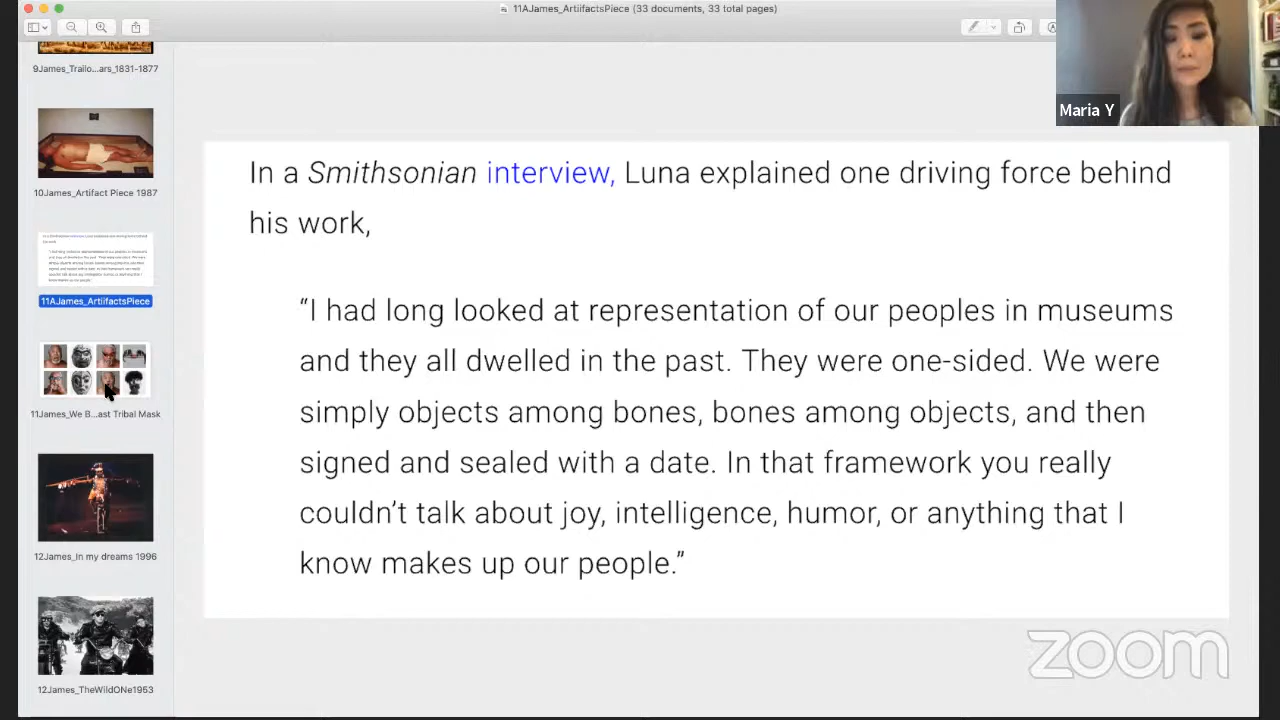 11AJames_ArtifactsPiece (33 documents, 33 total pages)
9James_Trailo...ars_1831-1877
10James_Artifact Piece 1987
11AJames_ArtiifactsPiece
11James_We B...ast Tribal Mask
12James_In my dreams 1996
12James_TheWildONe1953
In a Smithsonian interview, Luna explained one driving force behind
his work,
“I had long looked at representation of our peoples in museums
and they all dwelled in the past. They were one-sided. We were
simply objects among bones, bones among objects, and then
signed and sealed with a date. In that framework you really
couldn’t talk about joy, intelligence, humor, or anything that I
know makes up our people.”
Maria Y
zoom